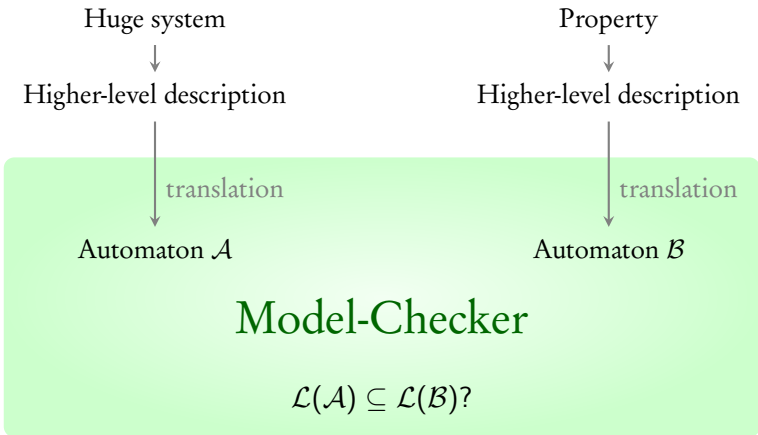 Huge system
Property
Higher-level description
Higher-level description
translation
translation
Automaton 𝒜
Automaton ℬ
Model-Checker
ℒ(𝒜) ⊆ ℒ(ℬ)?